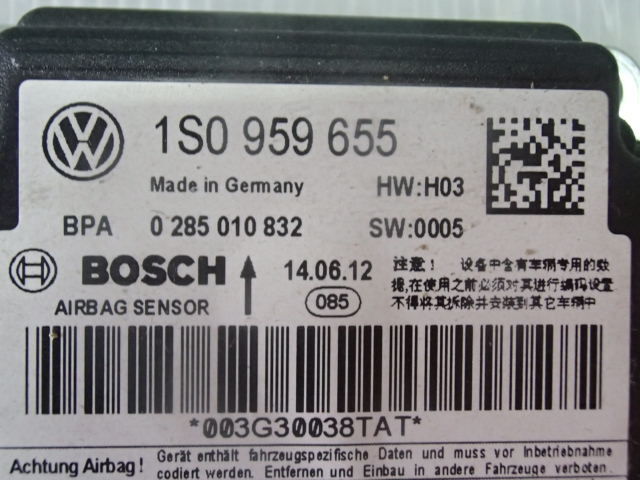 1S0 959 655
Made in Germany HW:H03
BPA 0 285 010 832 SW:0005
BOSCH 14.06.12
085
AIRBAG SENSOR
注意! 设备中含有车辆专用的数
据,在使用之前必须对其进行编码设置
不得将其拆除并安装到其它车辆中
*003G30038TAT*
Achtung Airbag! Gerät enthält fahrzeugspezifische Daten und muss vor Inbetriebnahme
codiert werden. Entfernen und Einbau in andere Fahrzeuge verboten.